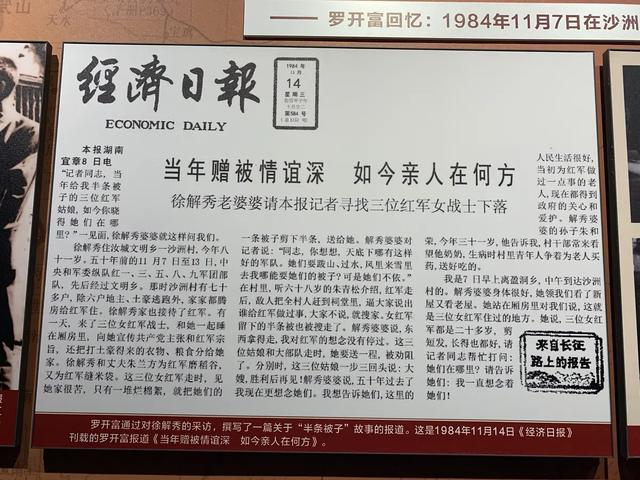 —— 罗开富回忆：1984年11月7日在沙洲
經濟日報
ECONOMIC DAILY
1984年
11月
14
星期三
第584号
本报湖南
宜章8日电
“记者同志，当
年给我半条被
子的三位红军
姑娘，如今你晓
得她们在哪
里？”一见面，徐解秀婆婆就这样问我们。
当年赠被情谊深 如今亲人在何方
徐解秀老婆婆请本报记者寻找三位红军女战士下落
徐解秀住汝城文明乡一沙洲村，今年八
十一岁。五十年前的11月7日至13日，中
央和军委纵队红一、三、五、八、九军团部
队，先后经过文明乡。那时沙洲村有七十
多户，除六户地主、土豪逃跑外，家家都腾
房给红军住。徐解秀家也接待了红军。有
一天，来了三位女红军战士，和她一起睡
在厢房里，向她宣传共产党主张和红军宗
旨，还把打土豪得来的衣物、粮食分给她
家。徐解秀和丈夫朱兰方为红军磨稻谷，
又为红军缝米袋。这三位女红军走时，见
她家很苦，只有一堆烂棉絮，就把她们的
一条被子剪下半条，送给她。解秀婆婆对
记者说：“同志，你想想，天底下哪有这样
好的军队，她们要跋山、过水，风里来雪里
去我哪能要她们的被子？可是她们不依。”
在村里，听六十八岁的朱青松介绍，红军走
后，敌人把全村人赶到祠堂里，逼大家说出
谁给红军做过事，大家不说，就搜家。女红军
留下的半条被也被搜走了。解秀婆婆说，东
西拿得走，我对红军的想念没有停过。这三
位姑娘和大部队走时，她要送一程，被劝阻
了。分别时，这三位姑娘一步三回头说：大
嫂，胜利后再见！解秀婆婆说，五十年过去了
我现在更想念她们。我想告诉她们，这里的
人民生活很好，
当初为红军做
过一点事的老
人，现在都得到
政府的关心和
爱护。解秀婆
婆的孙子朱和
荣，今年三十一岁，他告诉我，村干部常来看
望他奶奶，生病时村里青年人争着为老人买
药，送好吃的。
我是7日早上离盈洞乡，中午到达沙洲
村的。解秀婆婆身体很好，她领我们看了新
屋又看老屋。她站在厢房里对我们说，这就
是三位女红军住过的地方。她说，三位女红
军都是二十多岁，剪
短发，长得也都好，请
记者同志帮忙打问：
她们在哪里？请告诉
她们：我一直想念着
她们！
来自长征
路上的报告
罗开富通过对徐解秀的采访，撰写了一篇关于“半条被子”故事的报道。这是1984年11月14日《经济日报》
刊载的罗开富报道《当年赠被情谊深 如今亲人在何方》。